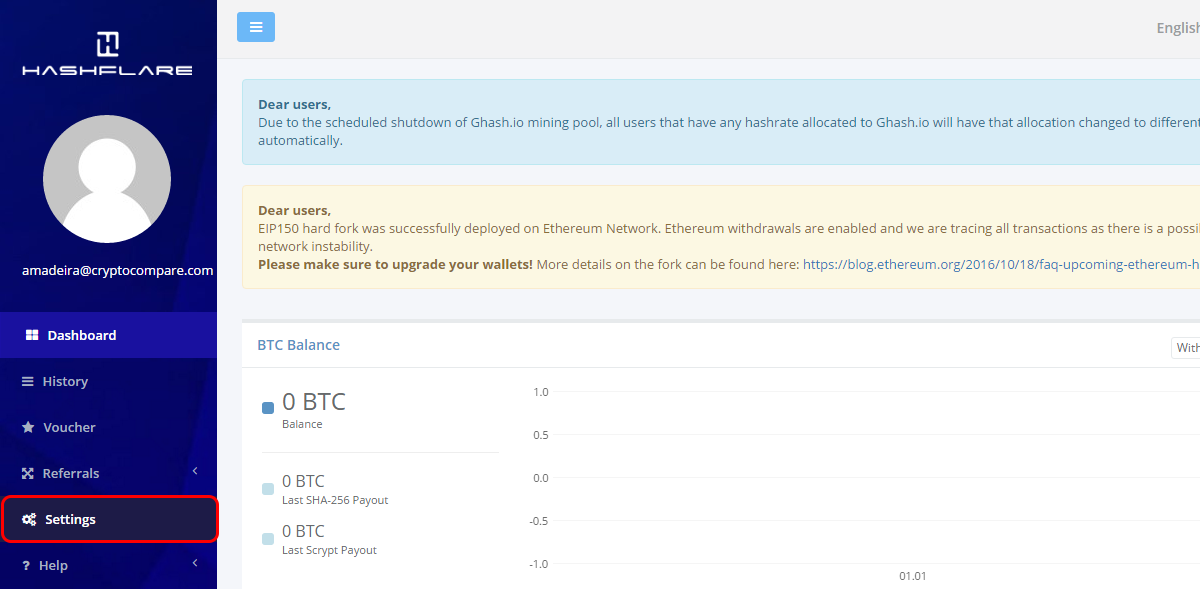 HASHFLARE
amadeira@cryptocompare.com
Dashboard
History
Voucher
Referrals
Settings
? Help
English
Dear users,
Due to the scheduled shutdown of Ghash.io mining pool, all users that have any hashrate allocated to Ghash.io will have that allocation changed to different
automatically.
Dear users,
EIP150 hard fork was successfully deployed on Ethereum Network. Ethereum withdrawals are enabled and we are tracing all transactions as there is a possi
network instability.
Please make sure to upgrade your wallets! More details on the fork can be found here: https://blog.ethereum.org/2016/10/18/faq-upcoming-ethereum-h
BTC Balance
With
0 BTC
Balance
0 BTC
Last SHA-256 Payout
0 BTC
Last Scrypt Payout
1.0
0.5
0.0
-0.5
-1.0
01.01